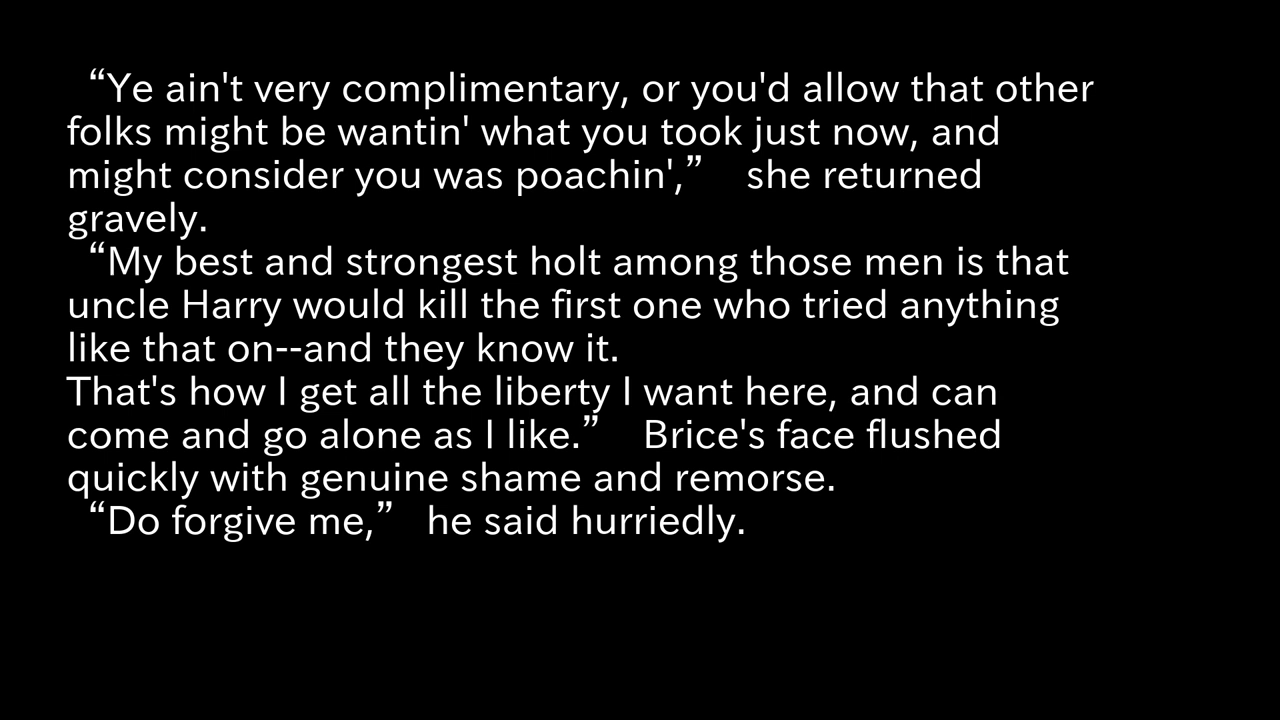 “Ye ain't very complimentary, or you'd allow that other
folks might be wantin' what you took just now, and
might consider you was poachin',” she returned
gravely.
“My best and strongest holt among those men is that
uncle Harry would kill the first one who tried anything
like that on--and they know it.
That's how I get all the liberty I want here, and can
come and go alone as I like.” Brice's face flushed
quickly with genuine shame and remorse.
“Do forgive me,” he said hurriedly.